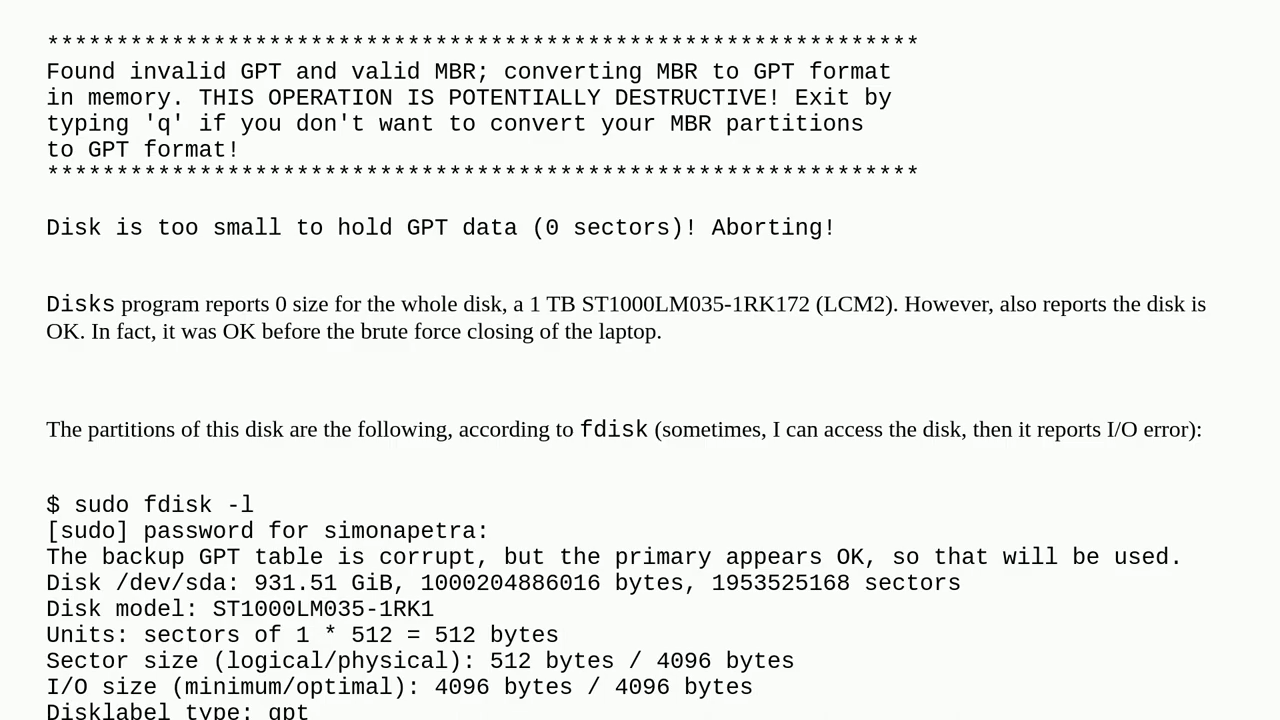 ***************************************************************
Found invalid GPT and valid MBR; converting MBR to GPT format
in memory. THIS OPERATION IS POTENTIALLY DESTRUCTIVE! Exit by
typing 'q' if you don't want to convert your MBR partitions
to GPT format!
***************************************************************
Disk is too small to hold GPT data (0 sectors)! Aborting!
Disks program reports 0 size for the whole disk, a 1 TB ST1000LM035-1RK172 (LCM2). However, also reports the disk is
OK. In fact, it was OK before the brute force closing of the laptop.
The partitions of this disk are the following, according to fdisk (sometimes, I can access the disk, then it reports I/O error):
$ sudo fdisk -l
[sudo] password for simonapetra:
The backup GPT table is corrupt, but the primary appears OK, so that will be used.
Disk /dev/sda: 931.51 GiB, 1000204886016 bytes, 1953525168 sectors
Disk model: ST1000LM035-1RK1
Units: sectors of 1 * 512 = 512 bytes
Sector size (logical/physical): 512 bytes / 4096 bytes
I/O size (minimum/optimal): 4096 bytes / 4096 bytes
Disklabel type: gpt